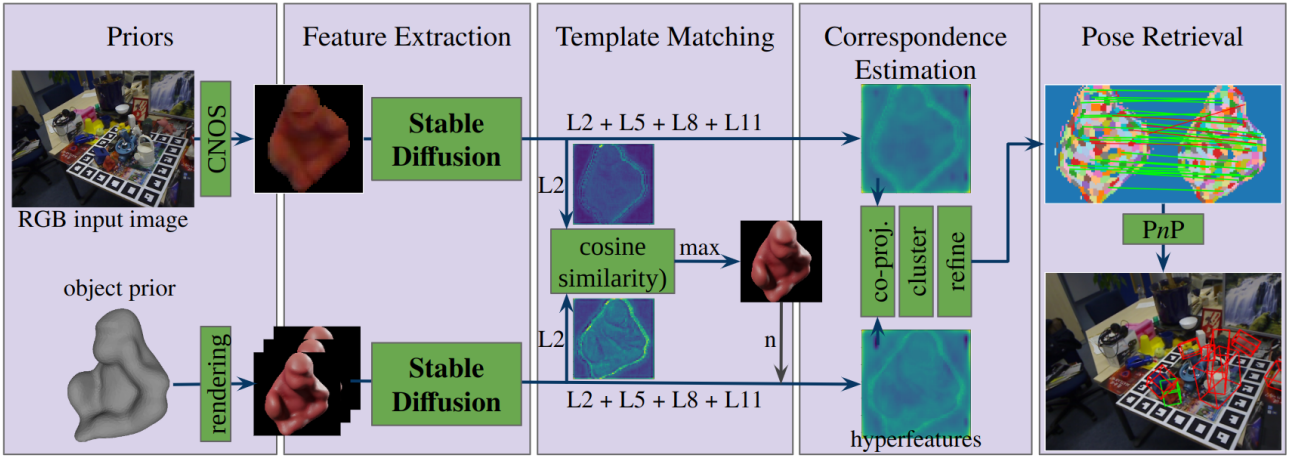 Priors
Feature Extraction
Template Matching
Correspondence
Estimation
Pose Retrieval
CNOS
Stable
Diffusion
L2 + L5 + L8 + L11
RGB input image
L2
cosine
similarity)
max
co-proj.
cluster
refine
PnP
object prior
rendering
Stable
Diffusion
L2
n
L2 + L5 + L8 + L11
hyperfeatures